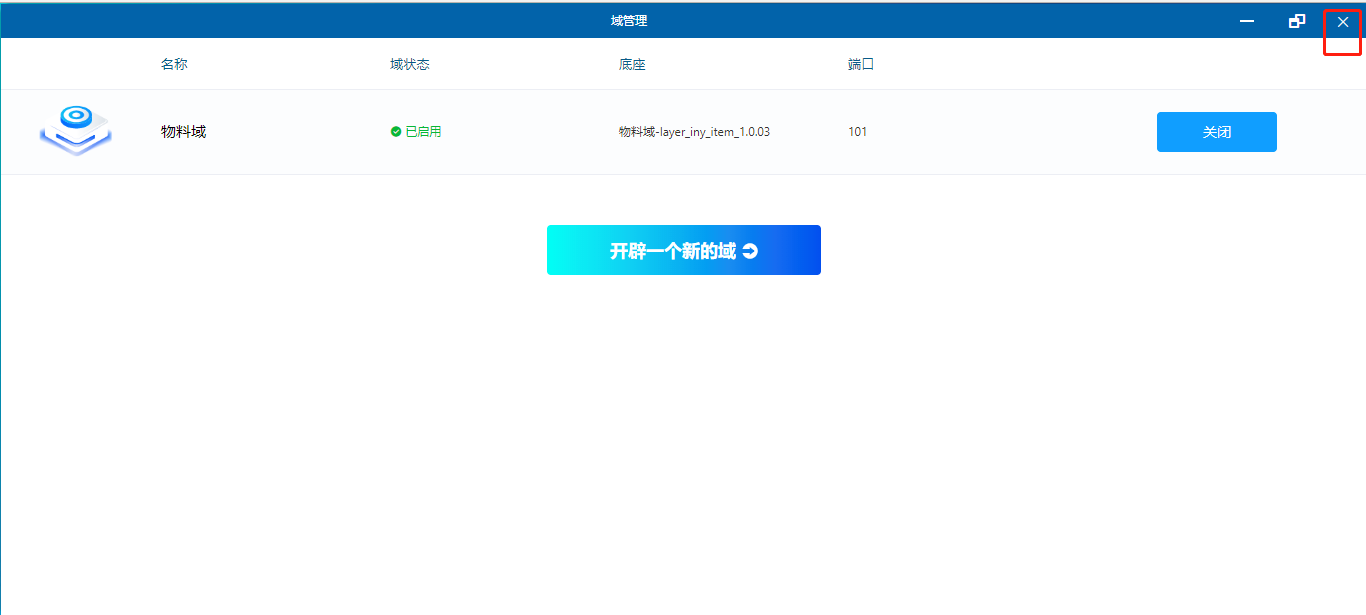 域管理
名称 域状态 底座 端口
物料域 已启用 物料域-layer_iny_item_1.0.03 101 关闭
开辟一个新的域